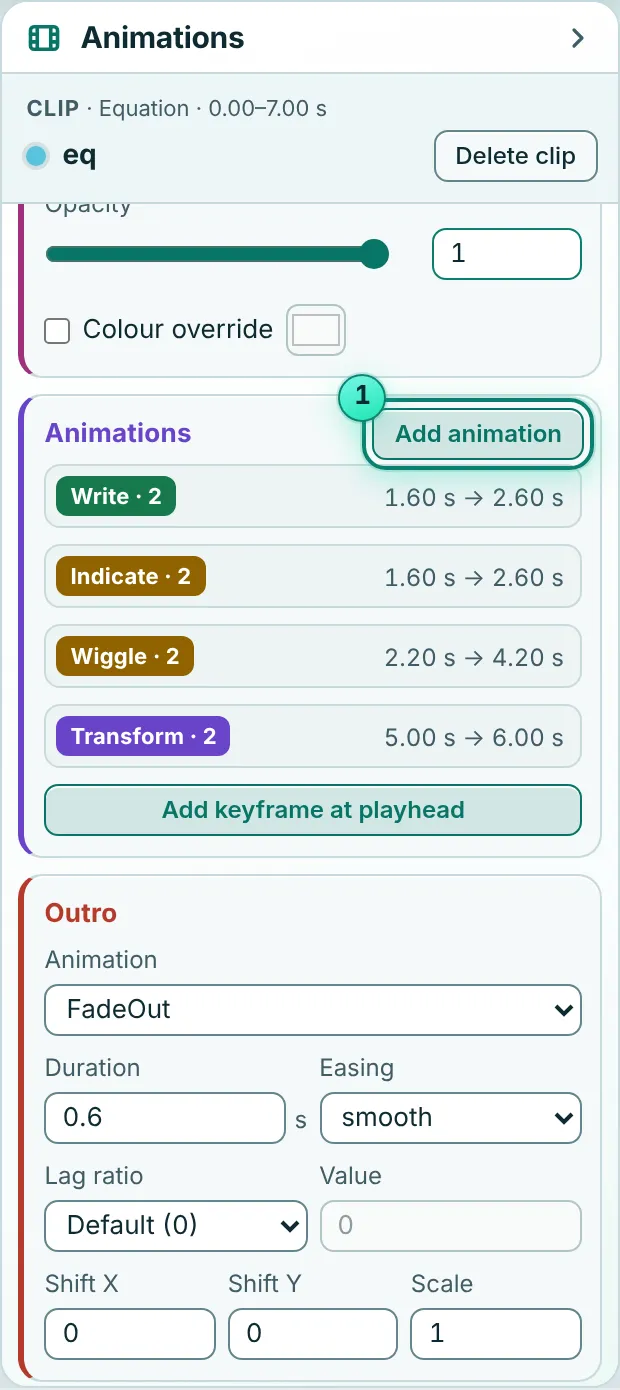 Animations
CLIP · Equation · 0.00–7.00 s
eq
Delete clip
Opacity
1
Colour override
1
Animations
Add animation
Write · 2
1.60 s → 2.60 s
Indicate · 2
1.60 s → 2.60 s
Wiggle · 2
2.20 s → 4.20 s
Transform · 2
5.00 s → 6.00 s
Add keyframe at playhead
Outro
Animation
FadeOut
Duration
Easing
0.6 s
smooth
Lag ratio
Value
Default (0)
0
Shift X
Shift Y
Scale
0
0
1